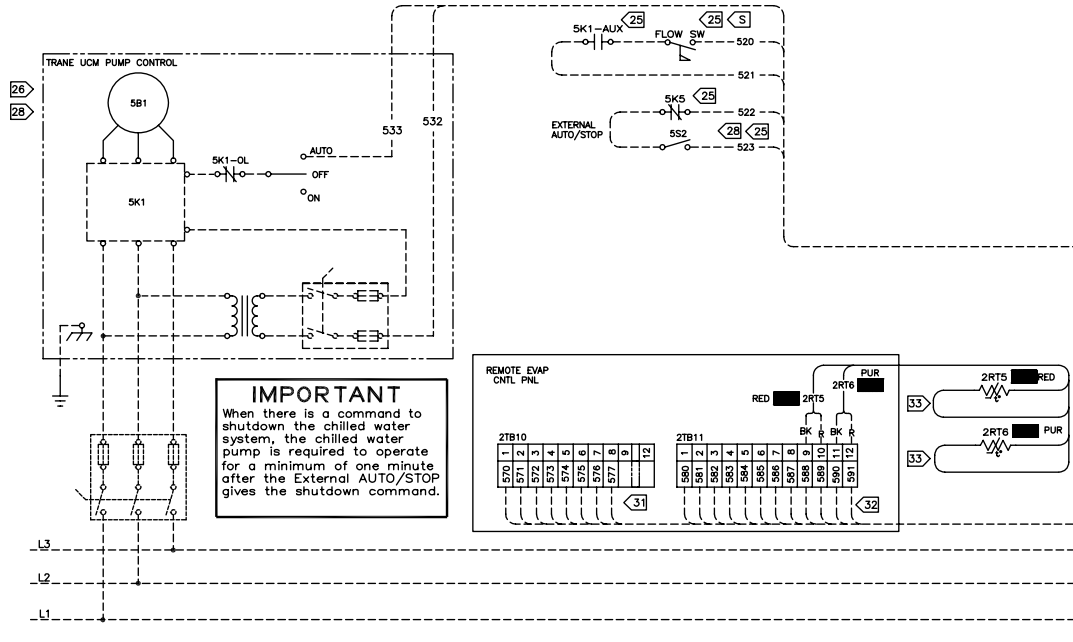 5K1-AUX
25
FLOW SW
25
S
520
521
5K5
25
522
EXTERNAL
AUTO/STOP
5S2
28
25
523
TRANE UCM PUMP CONTROL
26
28
5B1
533
532
5K1-OL
AUTO
OFF
ON
5K1
IMPORTANT
When there is a command to
shutdown the chilled water
system, the chilled water
pump is required to operate
for a minimum of one minute
after the External AUTO/STOP
gives the shutdown command.
REMOTE EVAP
CNTL PNL
RED
2RT5
PUR
2RT6
BK
R
BK
R
2TB10
1 2 3 4 5 6 7 8 9 12
570 571 572 573 574 575 576 577
31
2TB11
1 2 3 4 5 6 7 8 9 10 11 12
580 581 582 583 584 585 586 587 588 589 590 591
32
2RT5
RED
33
2RT6
PUR
33
L3
L2
L1